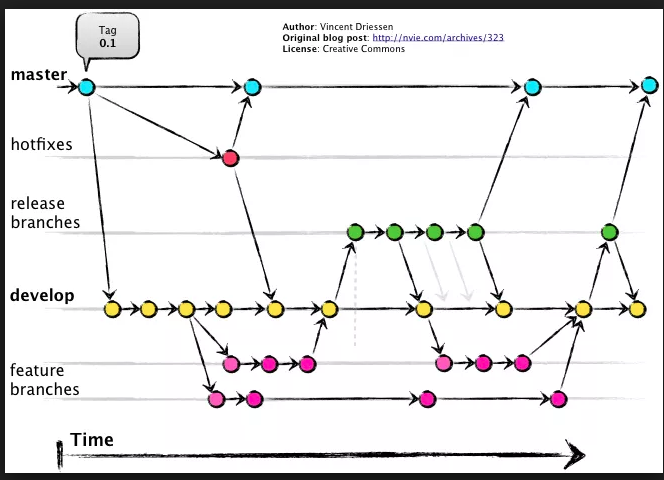 Tag
0.1
Author: Vincent Driessen
Original blog post: http://nvie.com/archives/323
License: Creative Commons
master
hotfixes
release
branches
develop
feature
branches
Time